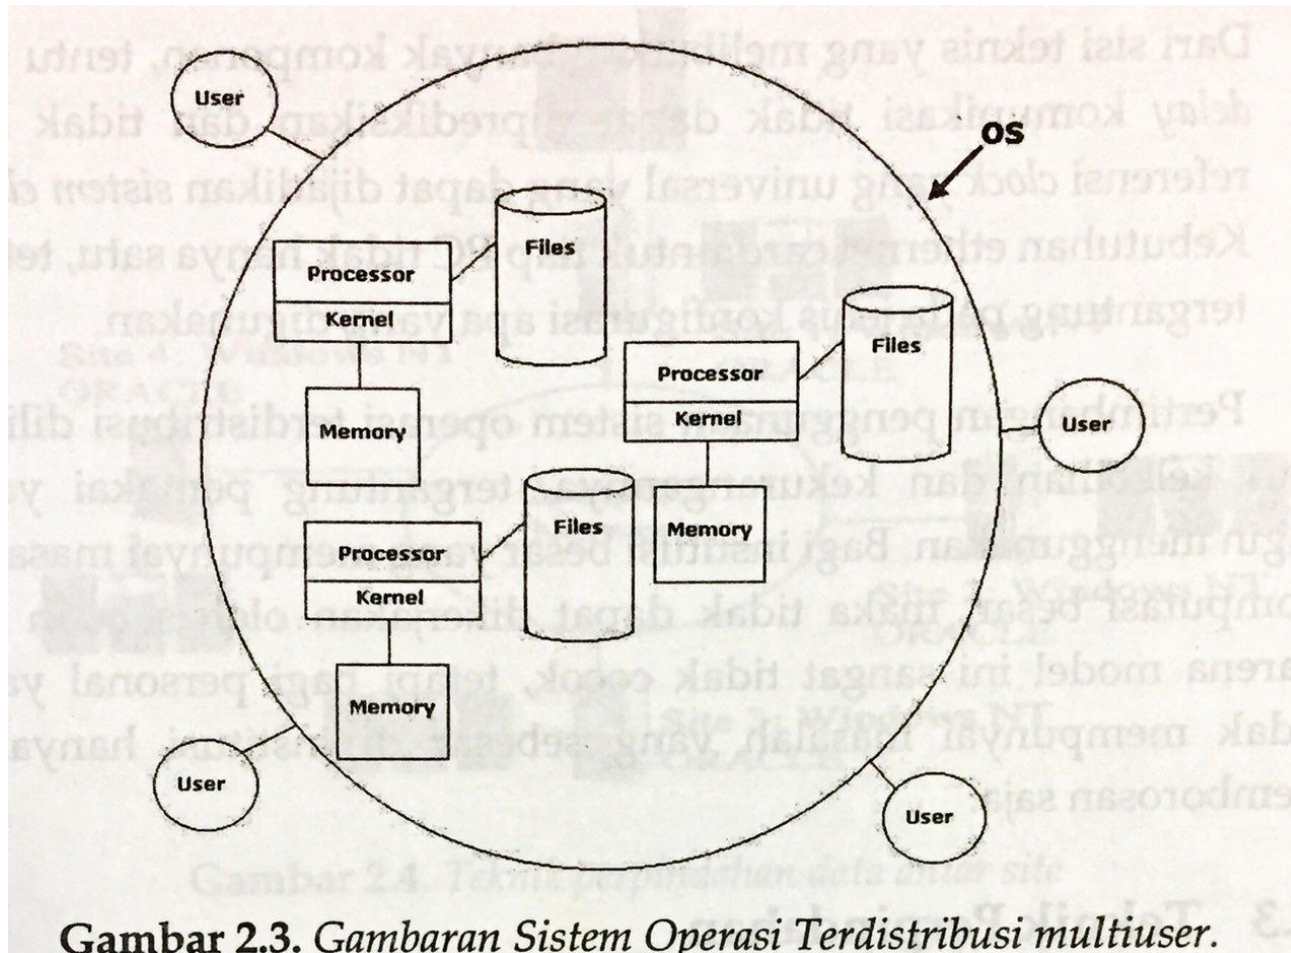 User
OS
Files
Processor
Kernel
Memory
Files
Processor
Kernel
Memory
User
Files
Processor
Kernel
Memory
User
User
Gambar 2.3. Gambaran Sistem Operasi Terdistribusi multiuser.